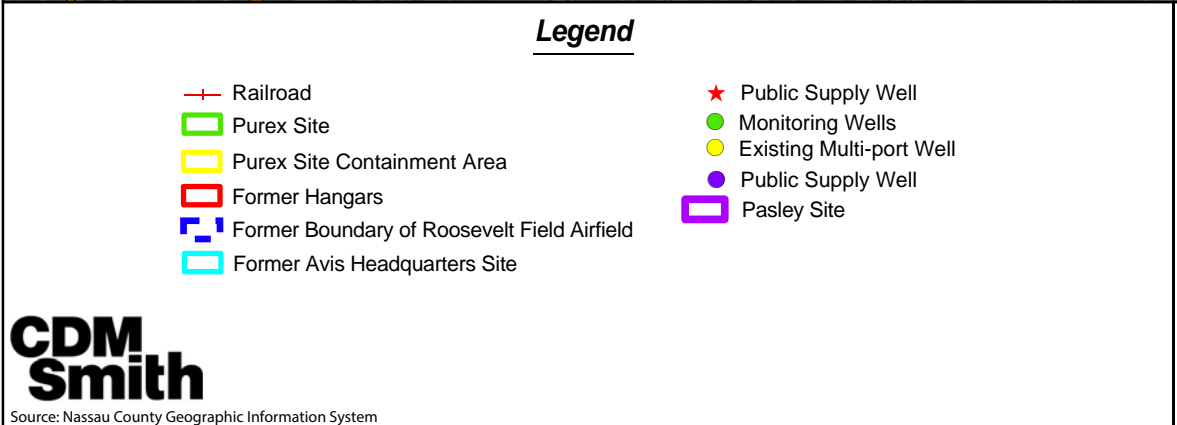 Legend
Railroad
Purex Site
Purex Site Containment Area
Former Hangars
Former Boundary of Roosevelt Field Airfield
Former Avis Headquarters Site
Public Supply Well
Monitoring Wells
Existing Multi-port Well
Public Supply Well
Pasley Site
CDM
Smith
Source: Nassau County Geographic Information System